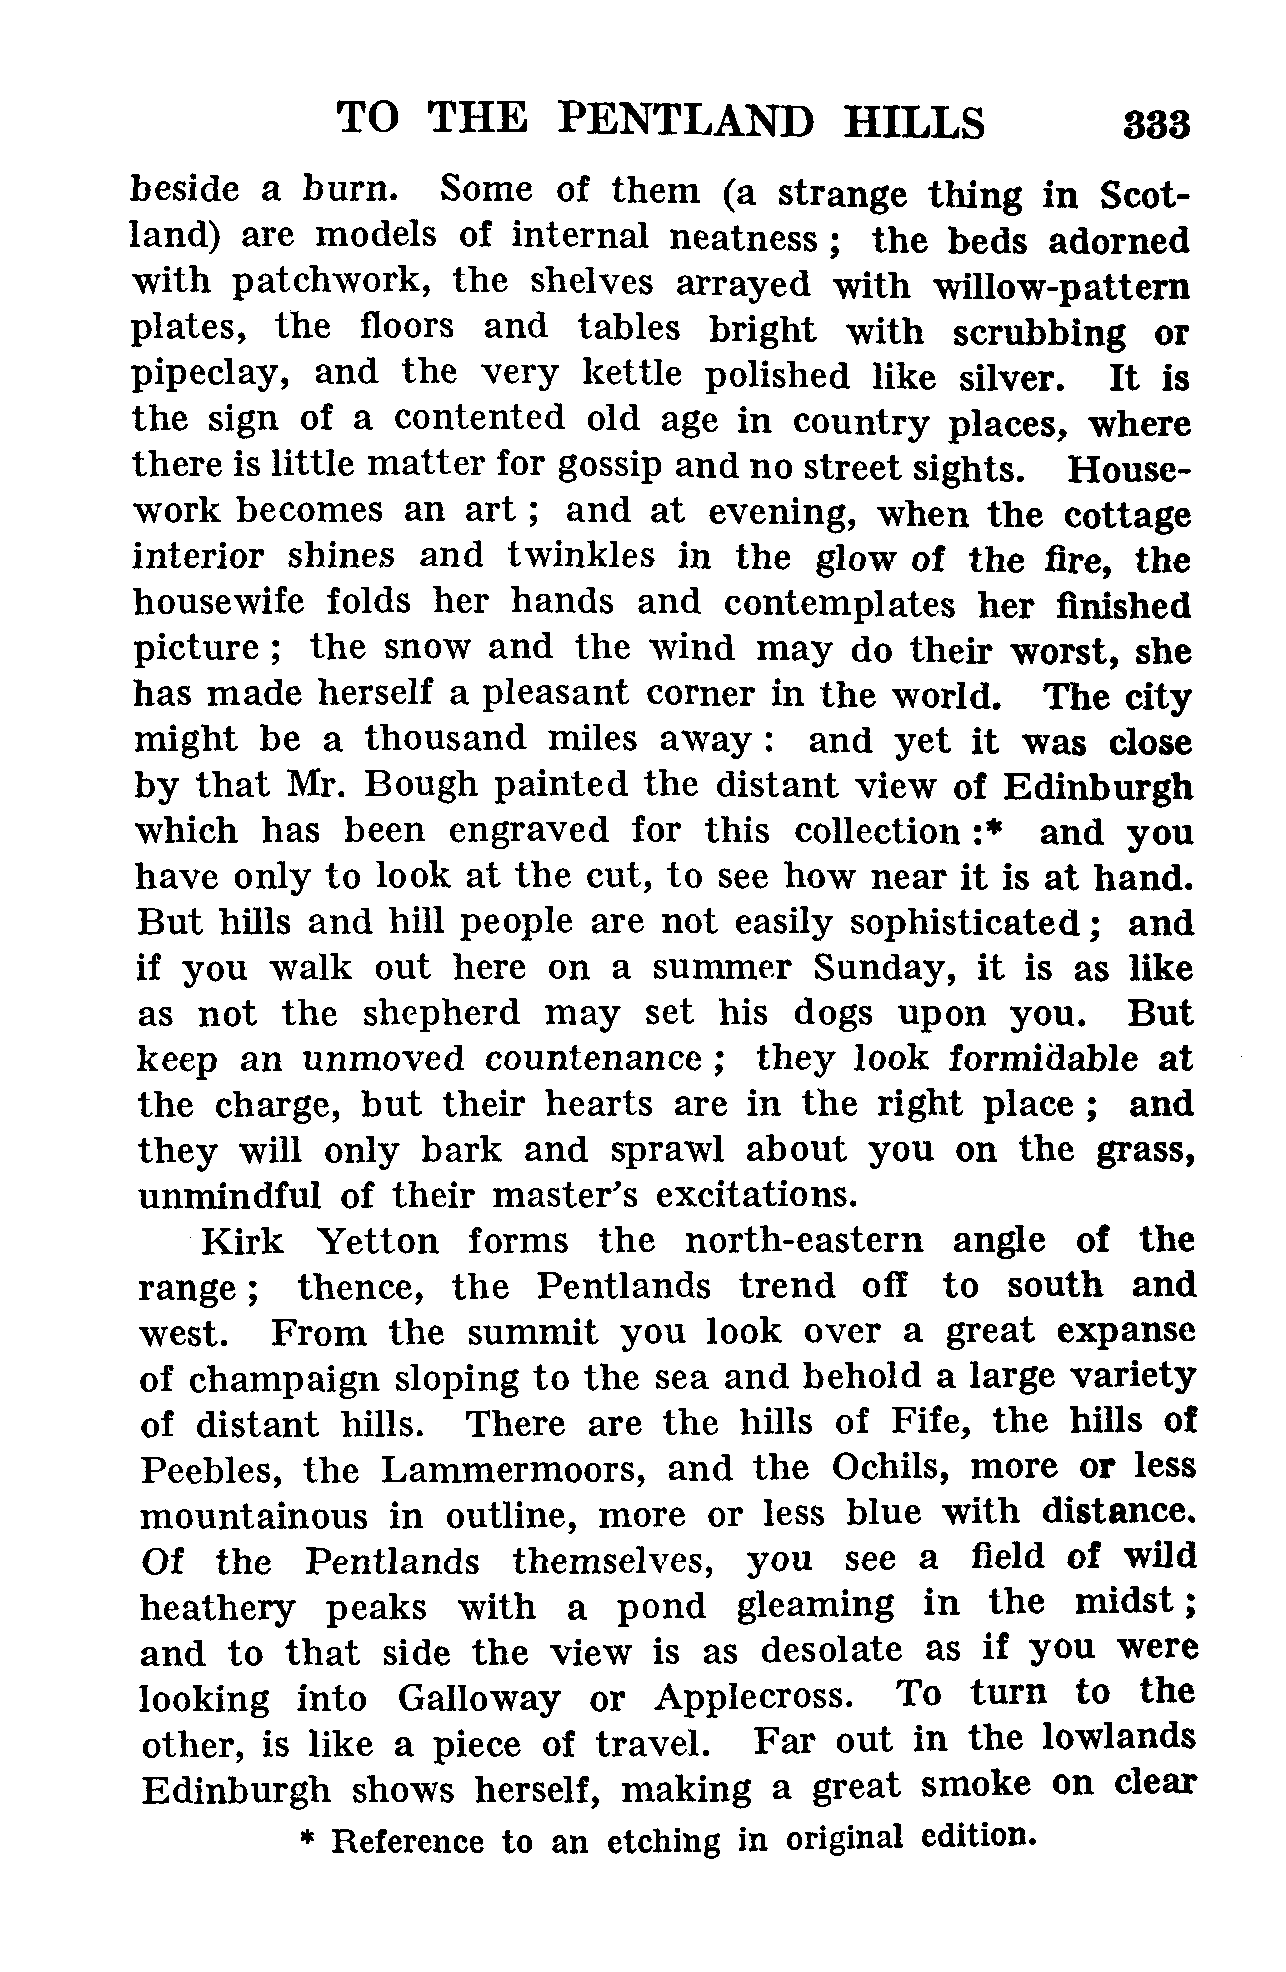 TO THE PENTLAND HILLS 333
beside a burn. Some of them (a strange thing in Scot-
land) are models of internal neatness ; the beds adorned
with patchwork, the shelves arrayed with willow-pattern
plates, the floors and tables bright with scrubbing or
pipeclay, and the very kettle polished like silver. It is
the sign of a contented old age in country places, where
there is little matter for gossip and no street sights. House-
work becomes an art ; and at evening, when the cottage
interior shines and twinkles in the glow of the fire, the
housewife folds her hands and contemplates her finished
picture ; the snow and the wind may do their worst, she
has made herself a pleasant corner in the world. The city
might be a thousand miles away : and yet it was close
by that Mr. Bough painted the distant view of Edinburgh
which has been engraved for this collection :* and you
have only to look at the cut, to see how near it is at hand.
But hills and hill people are not easily sophisticated ; and
if you walk out here on a summer Sunday, it is as like
as not the shepherd may set his dogs upon you. But
keep an unmoved countenance ; they look formidable at
the charge, but their hearts are in the right place ; and
they will only bark and sprawl about you on the grass,
unmindful of their master's excitations.
Kirk Yetton forms the north-eastern angle of the
range ; thence, the Pentlands trend off to south and
west. From the summit you look over a great expanse
of champaign sloping to the sea and behold a large variety
of distant hills. There are the hills of Fife, the hills of
Peebles, the Lammermoors, and the Ochils, more or less
mountainous in outline, more or less blue with distance.
Of the Pentlands themselves, you see a field of wild
heathery peaks with a pond gleaming in the midst ;
and to that side the view is as desolate as if you were
looking into Galloway or Applecross. To turn to the
other, is like a piece of travel. Far out in the lowlands
Edinburgh shows herself, making a great smoke on clear
* Reference to an etching in original edition.